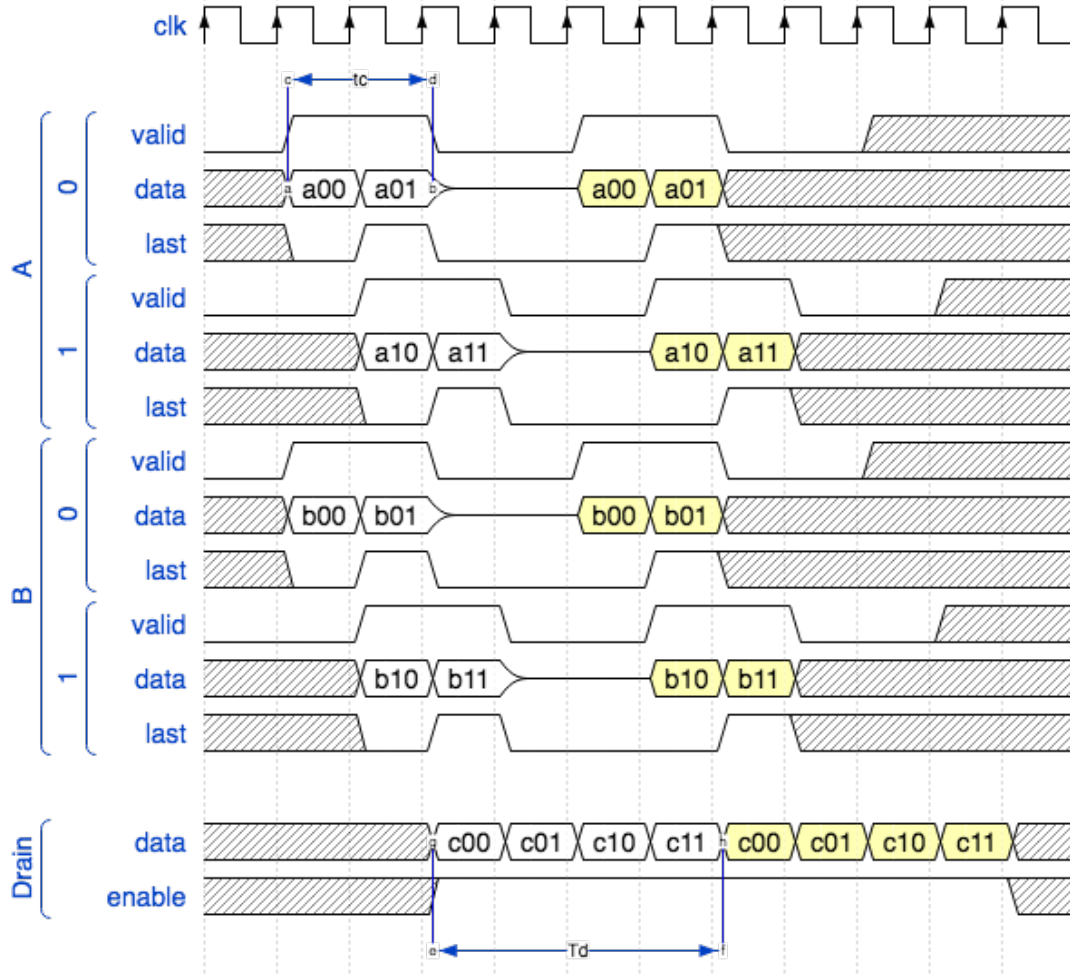 clk
c tc d
A
0
valid
data a a00 a01 b a00 a01
last
1
valid
data a10 a11 a10 a11
last
B
0
valid
data b00 b01 b00 b01
last
1
valid
data b10 b11 b10 b11
last
Drain
data g c00 c01 c10 c11 h c00 c01 c10 c11
enable
e Td f